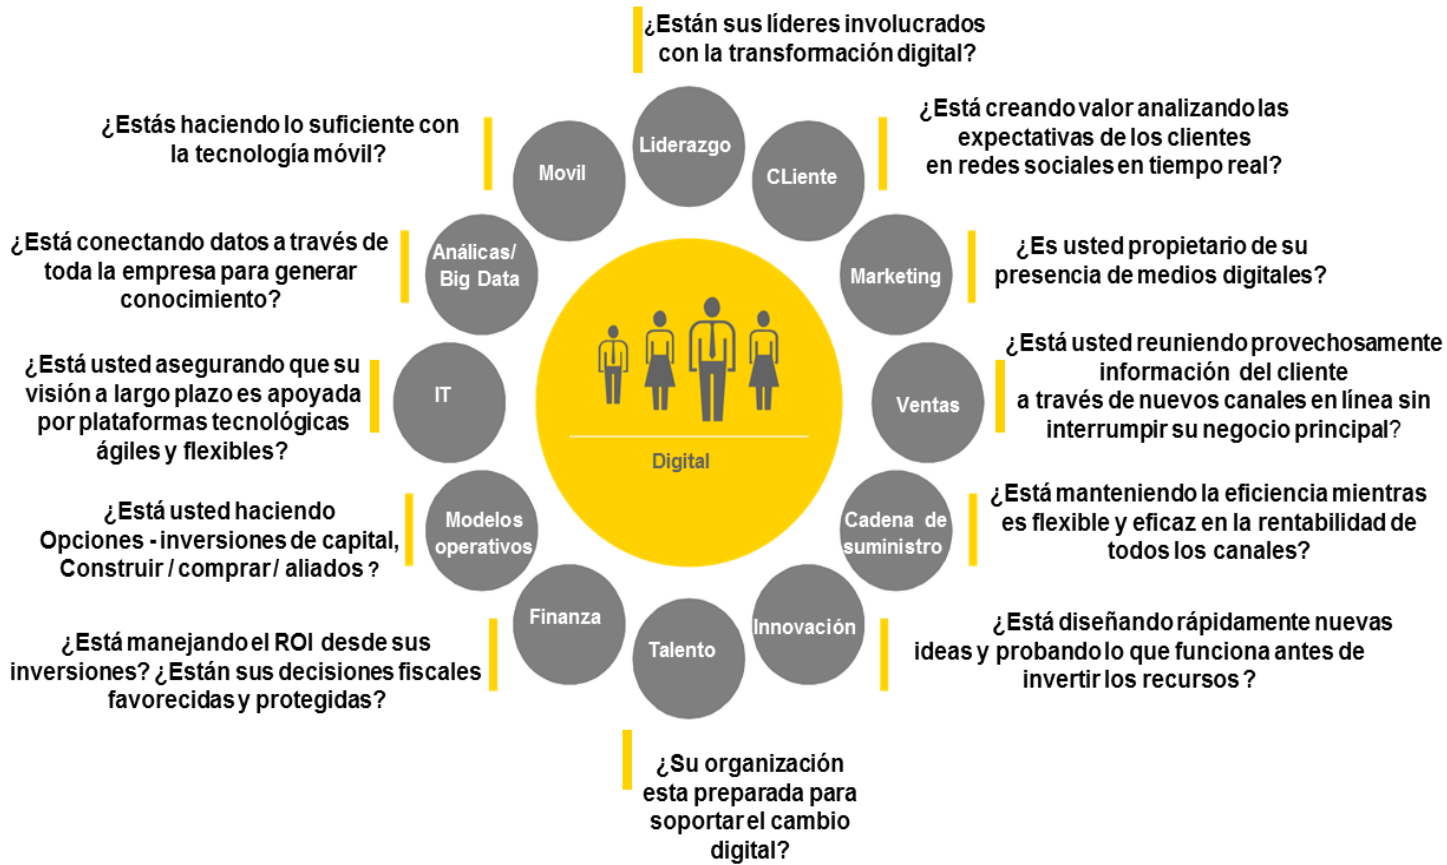 ¿Están sus líderes involucrados
con la transformación digital?
Liderazgo
¿Está creando valor analizando las
expectativas de los clientes
en redes sociales en tiempo real?
CLiente
¿Es usted propietario de su
presencia de medios digitales?
Marketing
¿Está usted reuniendo provechosamente
información del cliente
a través de nuevos canales en línea sin
interrumpir su negocio principal?
Ventas
¿Está manteniendo la eficiencia mientras
es flexible y eficaz en la rentabilidad de
todos los canales?
Cadena de
suministro
¿Está diseñando rápidamente nuevas
ideas y probando lo que funciona antes de
invertir los recursos ?
Innovación
Talento
¿Su organización
esta preparada para
soportar el cambio
digital?
Finanza
¿Está manejando el ROI desde sus
inversiones? ¿Están sus decisiones fiscales
favorecidas y protegidas?
Modelos
operativos
¿Está usted haciendo
Opciones - inversiones de capital,
Construir / comprar / aliados ?
IT
¿Está usted asegurando que su
visión a largo plazo es apoyada
por plataformas tecnológicas
ágiles y flexibles?
Análicas/
Big Data
¿Está conectando datos a través de
toda la empresa para generar
conocimiento?
Movil
¿Estás haciendo lo suficiente con
la tecnología móvil?
Digital